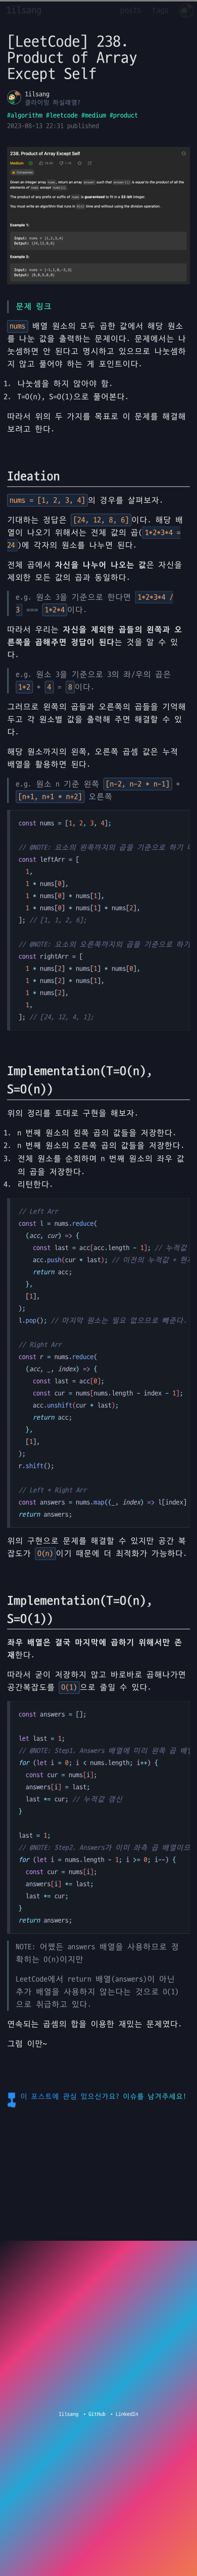 1ilsang
posts
tags
[LeetCode] 238.
Product of Array
Except Self
1ilsang
클라이밍 하실래염?
#algorithm #leetcode #medium #product
2023-08-13 22:31 published
238. Product of Array Except Self
Medium
Companies
Given an integer array nums, return an array answer such that answer[i] is equal to the product of all the elements of nums except nums[i].
The product of any prefix or suffix of nums is guaranteed to fit in a 32-bit integer.
You must write an algorithm that runs in O(n) time and without using the division operation.
Example 1:
Input: nums = [1,2,3,4]
Output: [24,12,8,6]
Example 2:
Input: nums = [-1,1,0,-3,3]
Output: [0,0,9,0,0]
문제 링크
nums 배열 원소의 모두 곱한 값에서 해당 원소
를 나눈 값을 출력하는 문제이다. 문제에서는 나
눗셈하면 안 된다고 명시하고 있으므로 나눗셈하
지 않고 풀어야 하는 게 포인트이다.
1. 나눗셈을 하지 않아야 함.
2. T=O(n), S=O(1)으로 풀어본다.
따라서 위의 두 가지를 목표로 이 문제를 해결해
보려고 한다.
Ideation
nums = [1, 2, 3, 4]의 경우를 살펴보자.
기대하는 정답은 [24, 12, 8, 6]이다. 해당 배
열이 나오기 위해서는 전체 값의 곱(1*2*3*4 =
24)에 각자의 원소를 나누면 된다.
전체 곱에서 자신을 나누어 나오는 값은 자신을
제외한 모든 값의 곱과 동일하다.
e.g. 원소 3을 기준으로 한다면 1*2*3*4 /
3 === 1*2*4이다.
따라서 우리는 자신을 제외한 곱들의 왼쪽과 오
른쪽을 곱해주면 정답이 된다는 것을 알 수 있
다.
e.g. 원소 3을 기준으로 3의 좌/우의 곱은
1*2 * 4 = 8이다.
그러므로 왼쪽의 곱들과 오른쪽의 곱들을 기억해
두고 각 원소별 값을 출력해 주면 해결할 수 있
다.
해당 원소까지의 왼쪽, 오른쪽 곱셈 값은 누적
배열을 활용하면 된다.
e.g. 원소 n 기준 왼쪽 [n-2, n-2 * n-1] *
[n+1, n+1 * n+2] 오른쪽
const nums = [1, 2, 3, 4];
// @NOTE: 요소의 왼쪽까지의 곱을 기준으로 하기
const leftArr = [
1,
1 * nums[0],
1 * nums[0] * nums[1],
1 * nums[0] * nums[1] * nums[2],
]; // [1, 1, 2, 6];
// @NOTE: 요소의 오른쪽까지의 곱을 기준으로 하기
const rightArr = [
1 * nums[2] * nums[1] * nums[0],
1 * nums[2] * nums[1],
1 * nums[2],
1,
]; // [24, 12, 4, 1];
Implementation(T=O(n),
S=O(n))
위의 정리를 토대로 구현을 해보자.
1. n 번째 원소의 왼쪽 곱의 값들을 저장한다.
2. n 번째 원소의 오른쪽 곱의 값들을 저장한다.
3. 전체 원소를 순회하며 n 번째 원소의 좌우 값
의 곱을 저장한다.
4. 리턴한다.
// Left Arr
const l = nums.reduce(
(acc, cur) => {
const last = acc[acc.length - 1]; // 누적값
acc.push(cur * last); // 이전의 누적값 * 현
return acc;
},
[1],
);
l.pop(); // 마지막 원소는 필요 없으므로 빼준다.
// Right Arr
const r = nums.reduce(
(acc, _, index) => {
const last = acc[0];
const cur = nums[nums.length - index - 1];
acc.unshift(cur * last);
return acc;
},
[1],
);
r.shift();
// Left * Right Arr
const answers = nums.map((_, index) => l[index]
return answers;
위의 구현으로 문제를 해결할 수 있지만 공간 복
잡도가 O(n)이기 때문에 더 최적화가 가능하다.
Implementation(T=O(n),
S=O(1))
좌우 배열은 결국 마지막에 곱하기 위해서만 존
재한다.
따라서 굳이 저장하지 않고 바로바로 곱해나가면
공간복잡도를 O(1)으로 줄일 수 있다.
const answers = [];
let last = 1;
// @NOTE: Step1. Answers 배열에 미리 왼쪽 곱 배
for (let i = 0; i < nums.length; i++) {
const cur = nums[i];
answers[i] = last;
last *= cur; // 누적값 갱신
}
last = 1;
// @NOTE: Step2. Answers가 이미 좌측 곱 배열이므
for (let i = nums.length - 1; i >= 0; i--) {
const cur = nums[i];
answers[i] *= last;
last *= cur;
}
return answers;
NOTE: 어쨌든 answers 배열을 사용하므로 정
확히는 O(n)이지만
LeetCode에서 return 배열(answers)이 아닌
추가 배열을 사용하지 않는다는 것으로 O(1)
으로 취급하고 있다.
연속되는 곱셈의 합을 이용한 재밌는 문제였다.
그럼 이만~
이 포스트에 관심 있으신가요? 이슈를 남겨주세요!
1ilsang • GitHub • LinkedIn